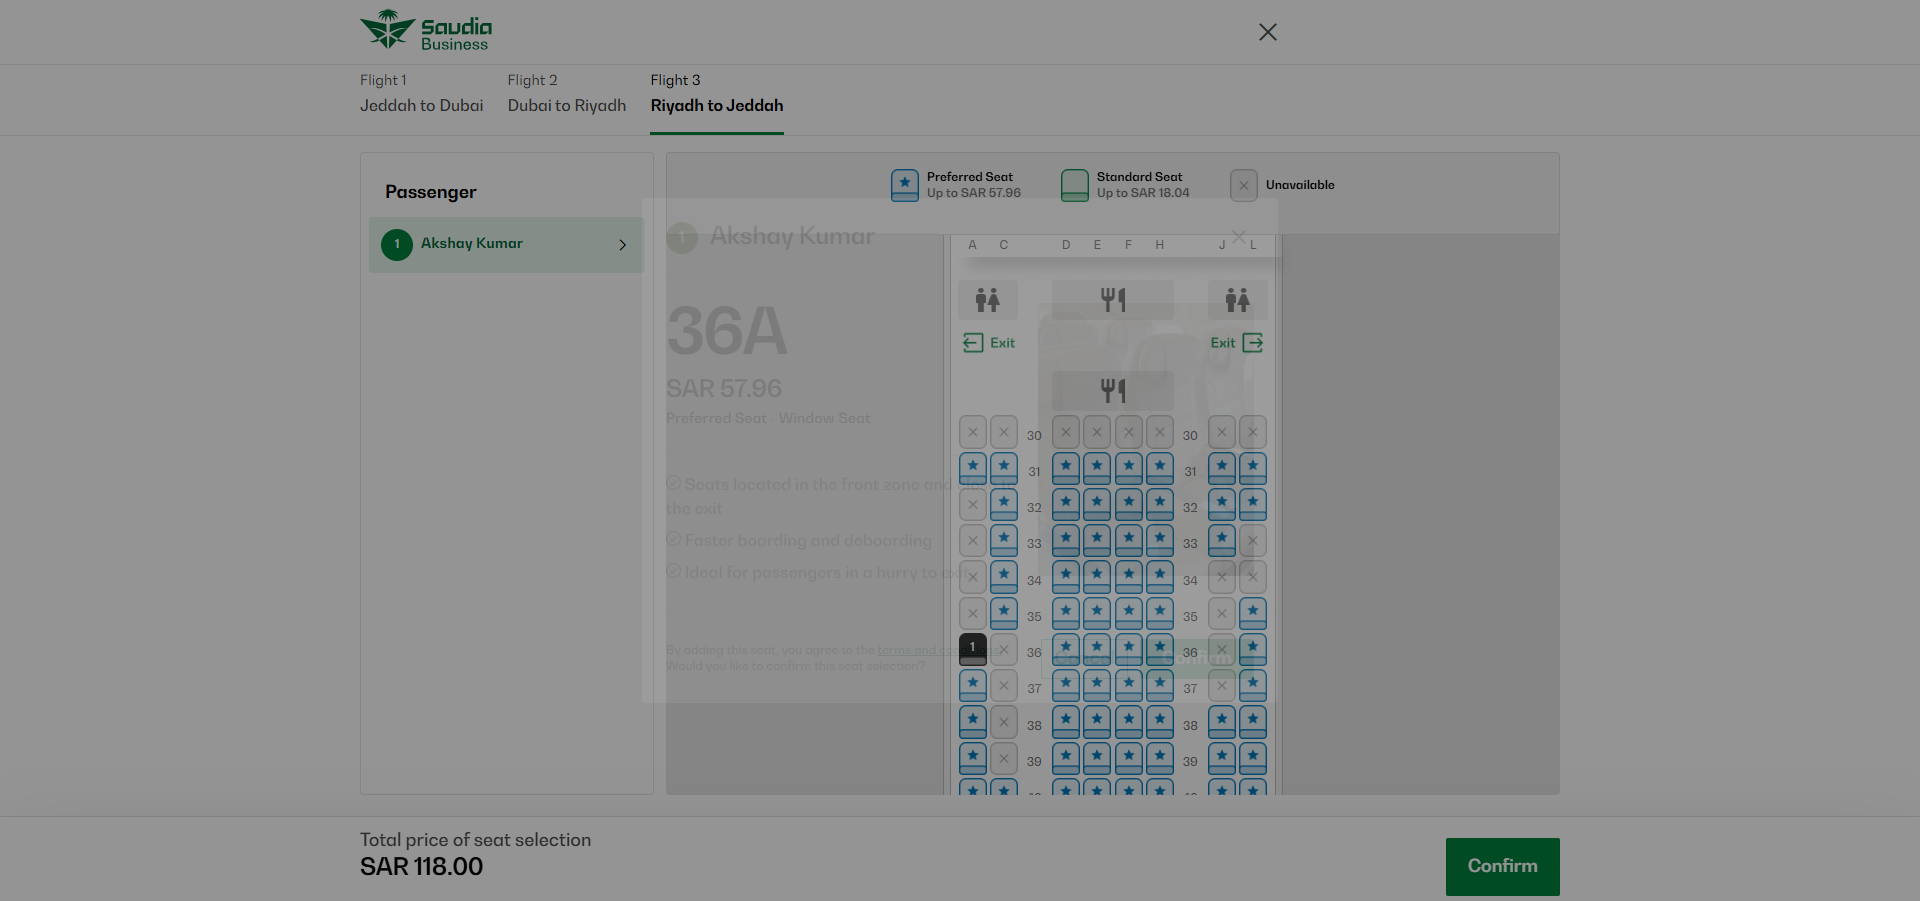 Saudia
Business
Flight 1
Jeddah to Dubai
Flight 2
Dubai to Riyadh
Flight 3
Riyadh to Jeddah
Passenger
1 Akshay Kumar
Preferred Seat
Up to SAR 57.96
Standard Seat
Up to SAR 18.04
Unavailable
1 Akshay Kumar
36A
SAR 57.96
Preferred Seat - Window Seat
Seats located in the front zone and close to
the exit
Faster boarding and deboarding
Ideal for passengers in a hurry to exit
By adding this seat, you agree to the terms and conditions.
Would you like to confirm this seat selection?
Confirm
A C D E F H J L
Exit Exit
30 30
31 31
32 32
33 33
34 34
35 35
1 36 36
37 37
38 38
39 39
Total price of seat selection
SAR 118.00
Confirm